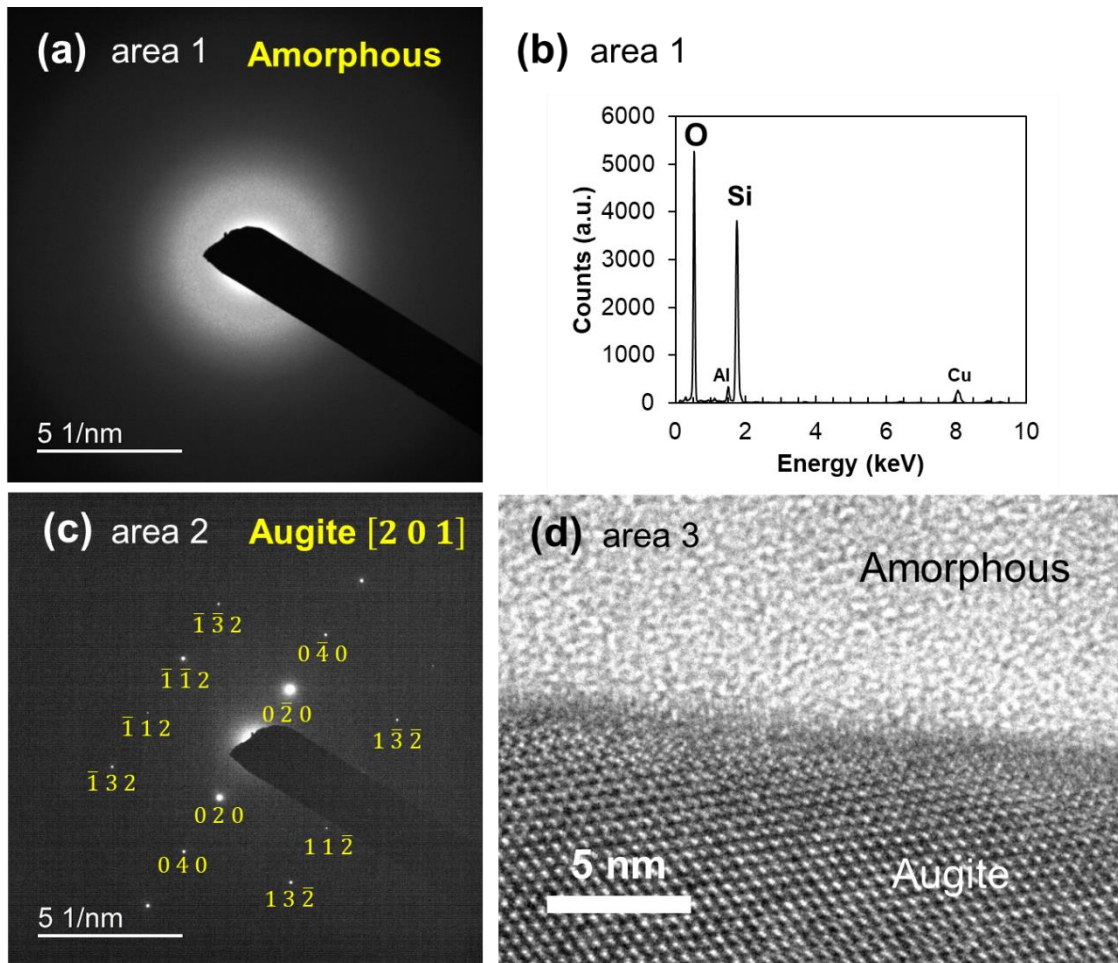 (a) area 1 Amorphous
5 1/nm
(b) area 1
6000
5000
4000
3000
2000
1000
0
Counts (a.u.)
O
Si
Al
Cu
0 2 4 6 8 10
Energy (keV)
(c) area 2 Augite [2 0 1]
1̅ 3̅ 2
0 4̅ 0
1̅ 1̅ 2
0 2̅ 0
1̅ 1 2
1 3̅ 2̅
1̅ 3 2
0 2 0
1 1 2̅
0 4 0
1 3 2̅
5 1/nm
(d) area 3
Amorphous
5 nm
Augite